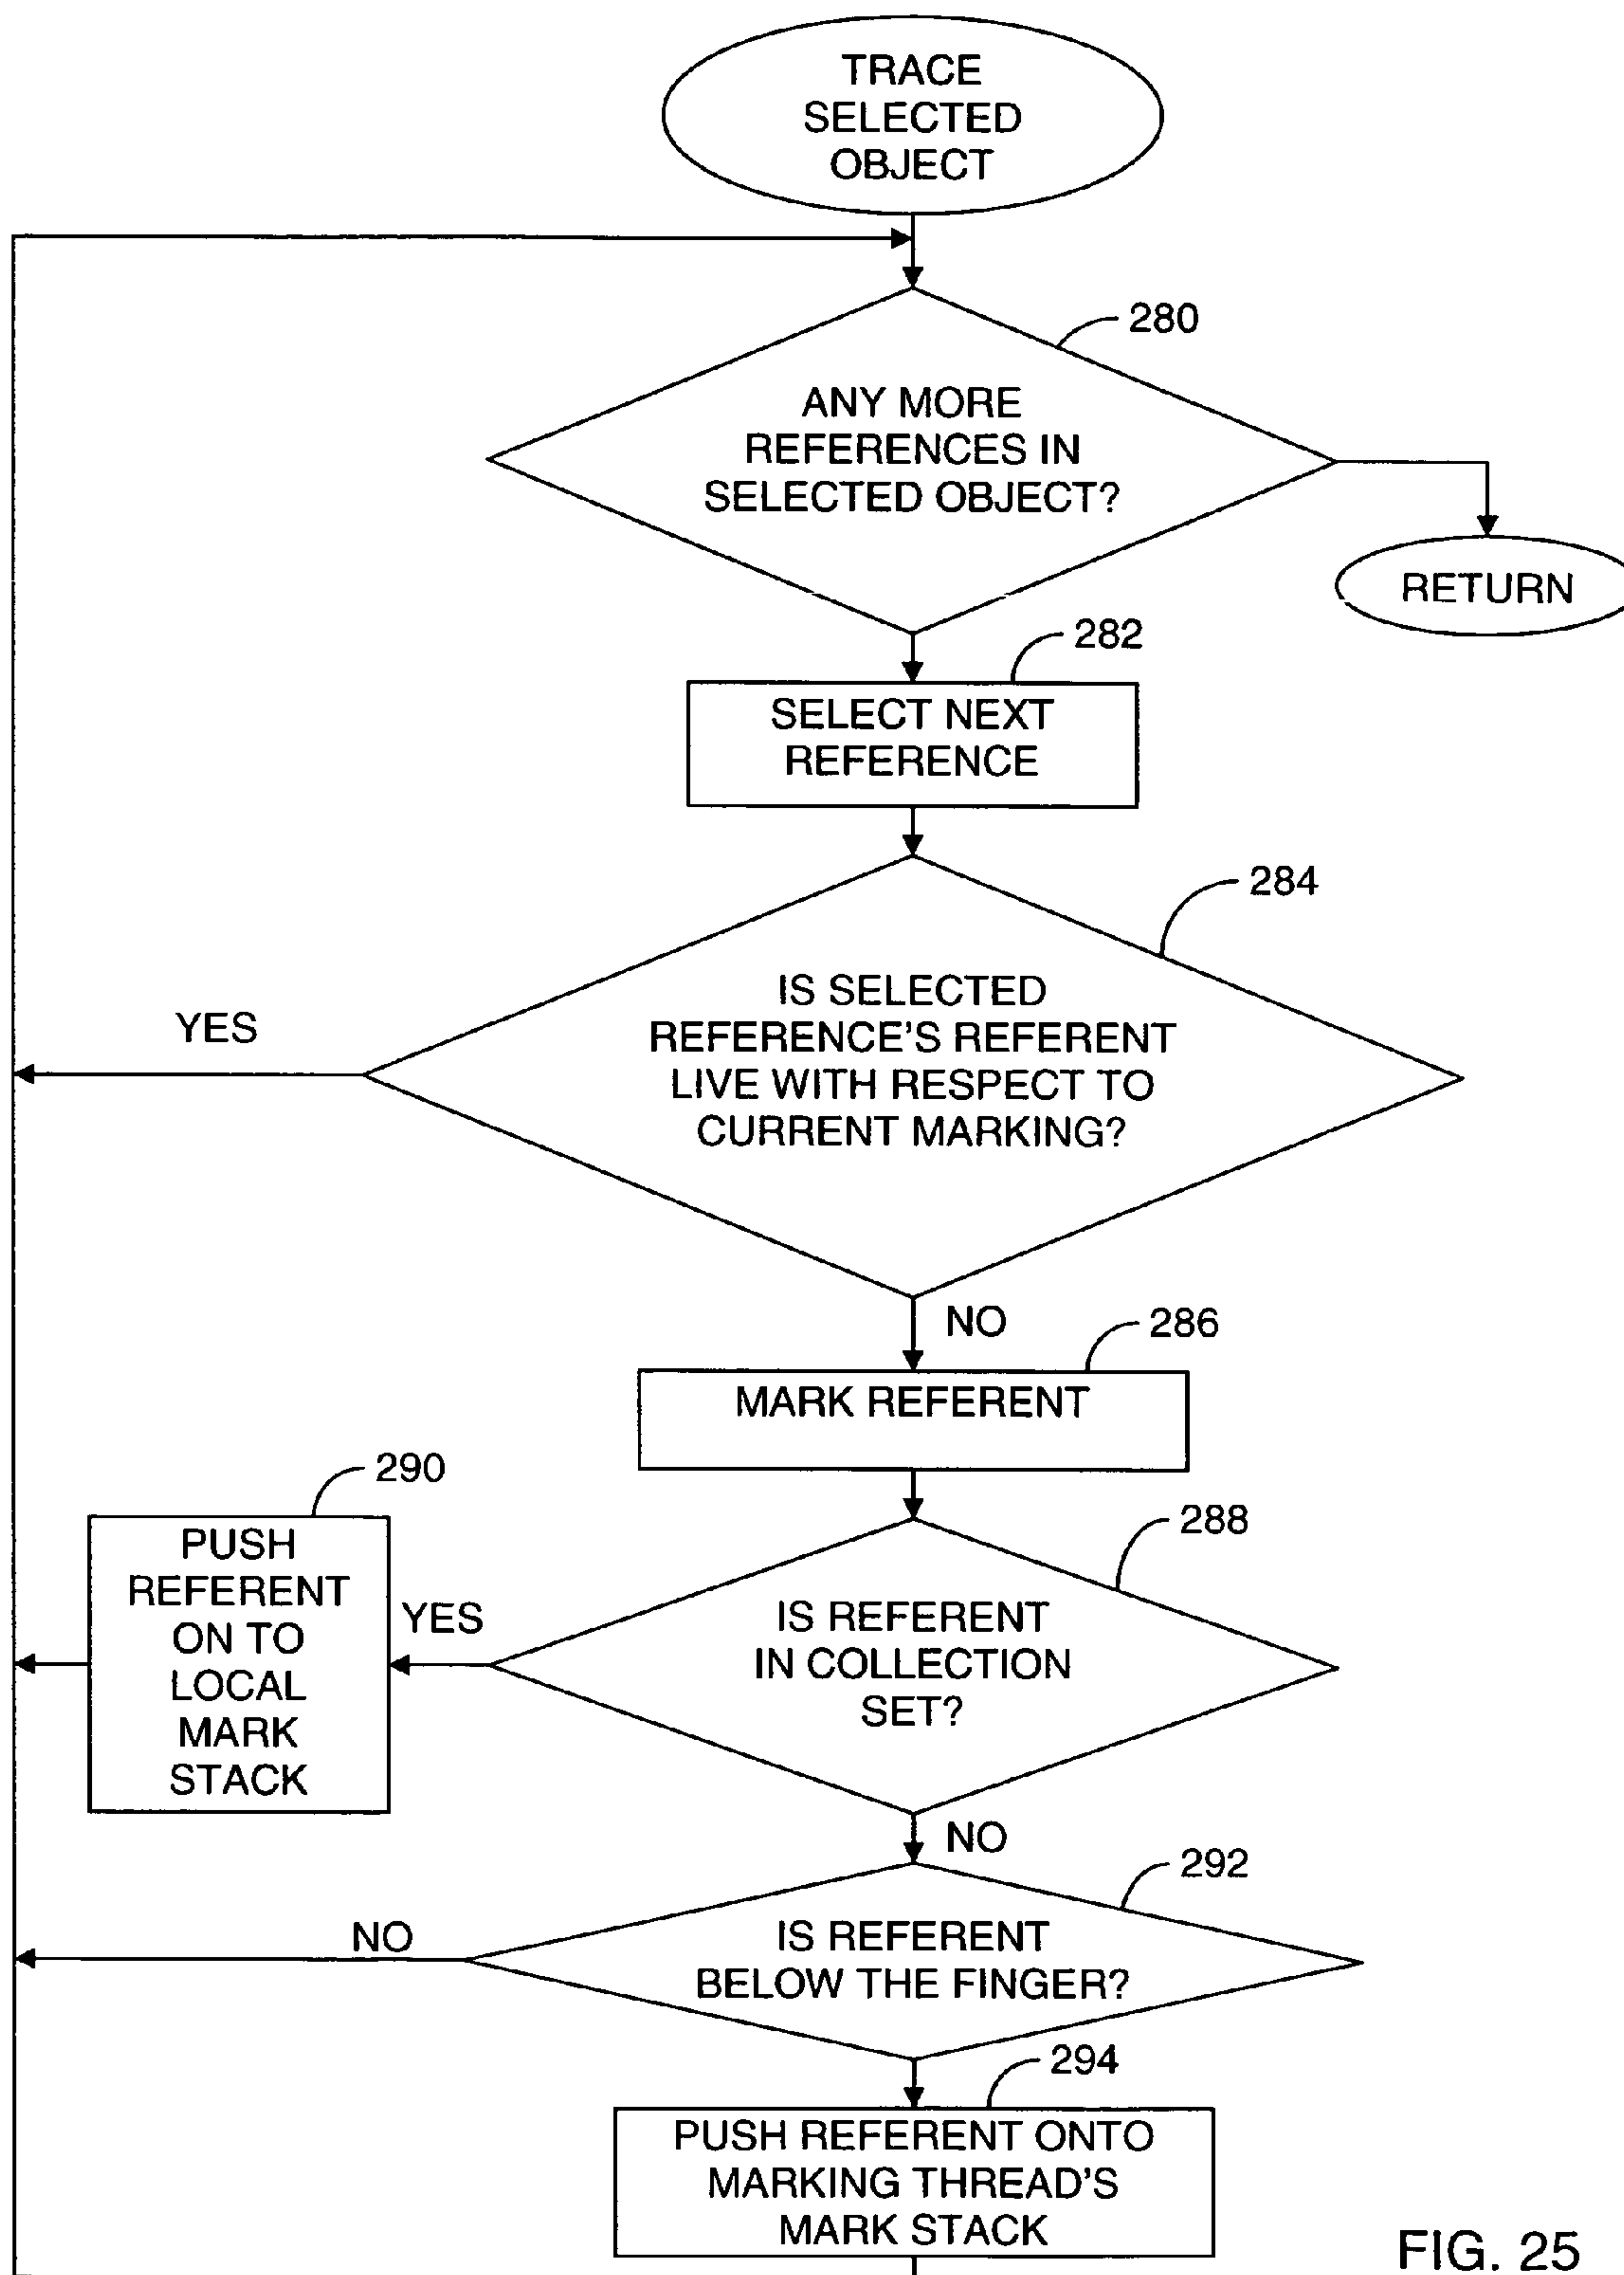 TRACE
SELECTED
OBJECT
280
ANY MORE
REFERENCES IN
SELECTED OBJECT?
RETURN
282
SELECT NEXT
REFERENCE
284
IS SELECTED
REFERENCE'S REFERENT
LIVE WITH RESPECT TO
CURRENT MARKING?
YES
NO
286
MARK REFERENT
290
PUSH
REFERENT
ON TO
LOCAL
MARK
STACK
YES
288
IS REFERENT
IN COLLECTION
SET?
NO
292
IS REFERENT
BELOW THE FINGER?
NO
294
PUSH REFERENT ONTO
MARKING THREAD'S
MARK STACK
FIG. 25